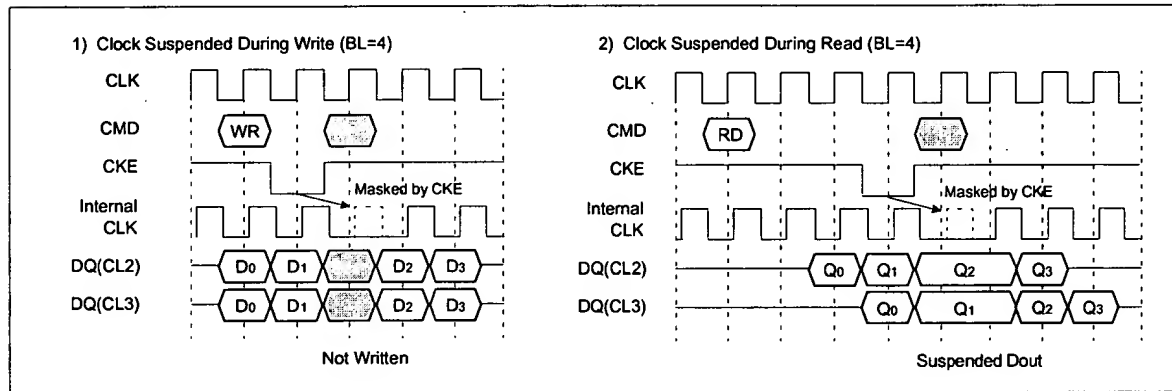 1) Clock Suspended During Write (BL=4)
CLK
CMD
WR
CKE
Masked by CKE
Internal
CLK
DQ(CL2)
D0 D1 D2 D3
DQ(CL3)
D0 D1 D2 D3
Not Written
2) Clock Suspended During Read (BL=4)
CLK
CMD
RD
CKE
Masked by CKE
Internal
CLK
DQ(CL2)
Q0 Q1 Q2 Q3
DQ(CL3)
Q0 Q1 Q2 Q3
Suspended Dout